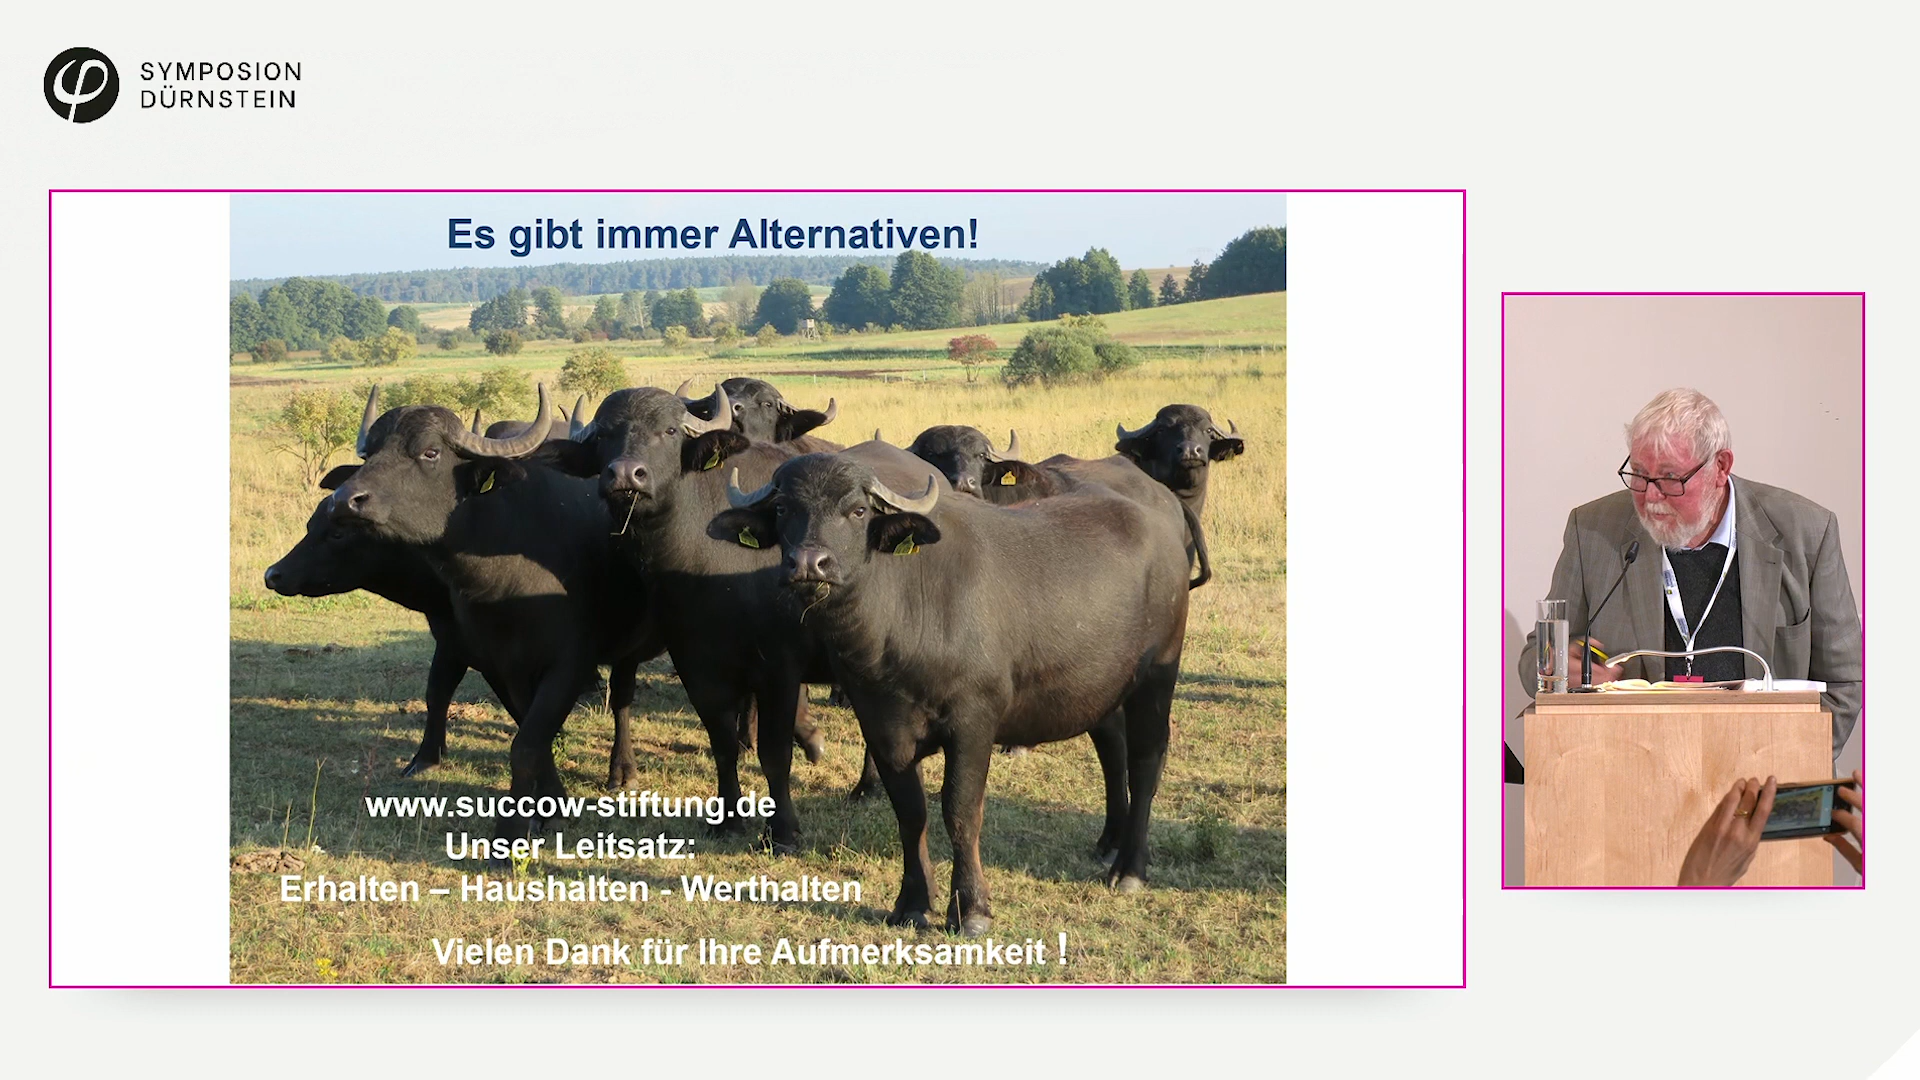 SYMPOSION
DÜRNSTEIN
Es gibt immer Alternativen!
www.succow-stiftung.de
Unser Leitsatz:
Erhalten – Haushalten - Werthalten
Vielen Dank für Ihre Aufmerksamkeit !